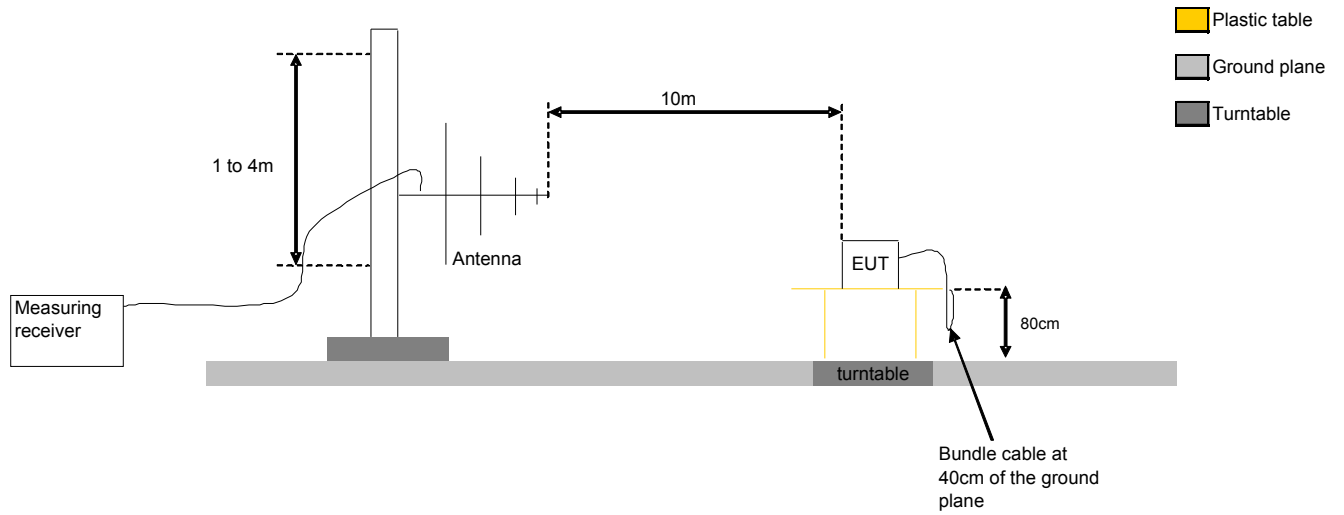 Plastic table
Ground plane
Turntable
10m
1 to 4m
Antenna
EUT
Measuring
receiver
80cm
turntable
Bundle cable at
40cm of the ground
plane